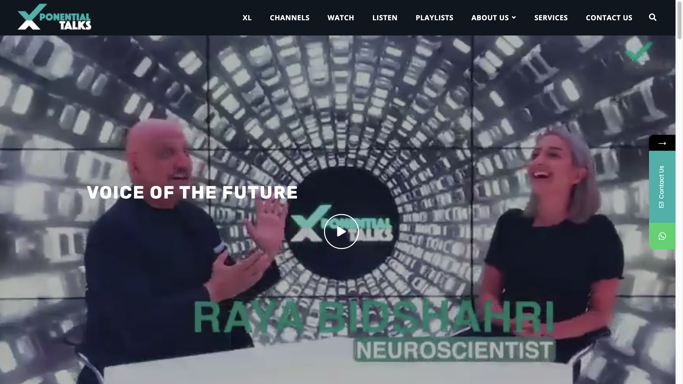 XPONENTIAL TALKS
XL CHANNELS WATCH LISTEN PLAYLISTS ABOUT US SERVICES CONTACT US
Contact Us
VOICE OF THE FUTURE
XPONENTIAL TALKS
RAYA BIDSHAHRI
NEUROSCIENTIST